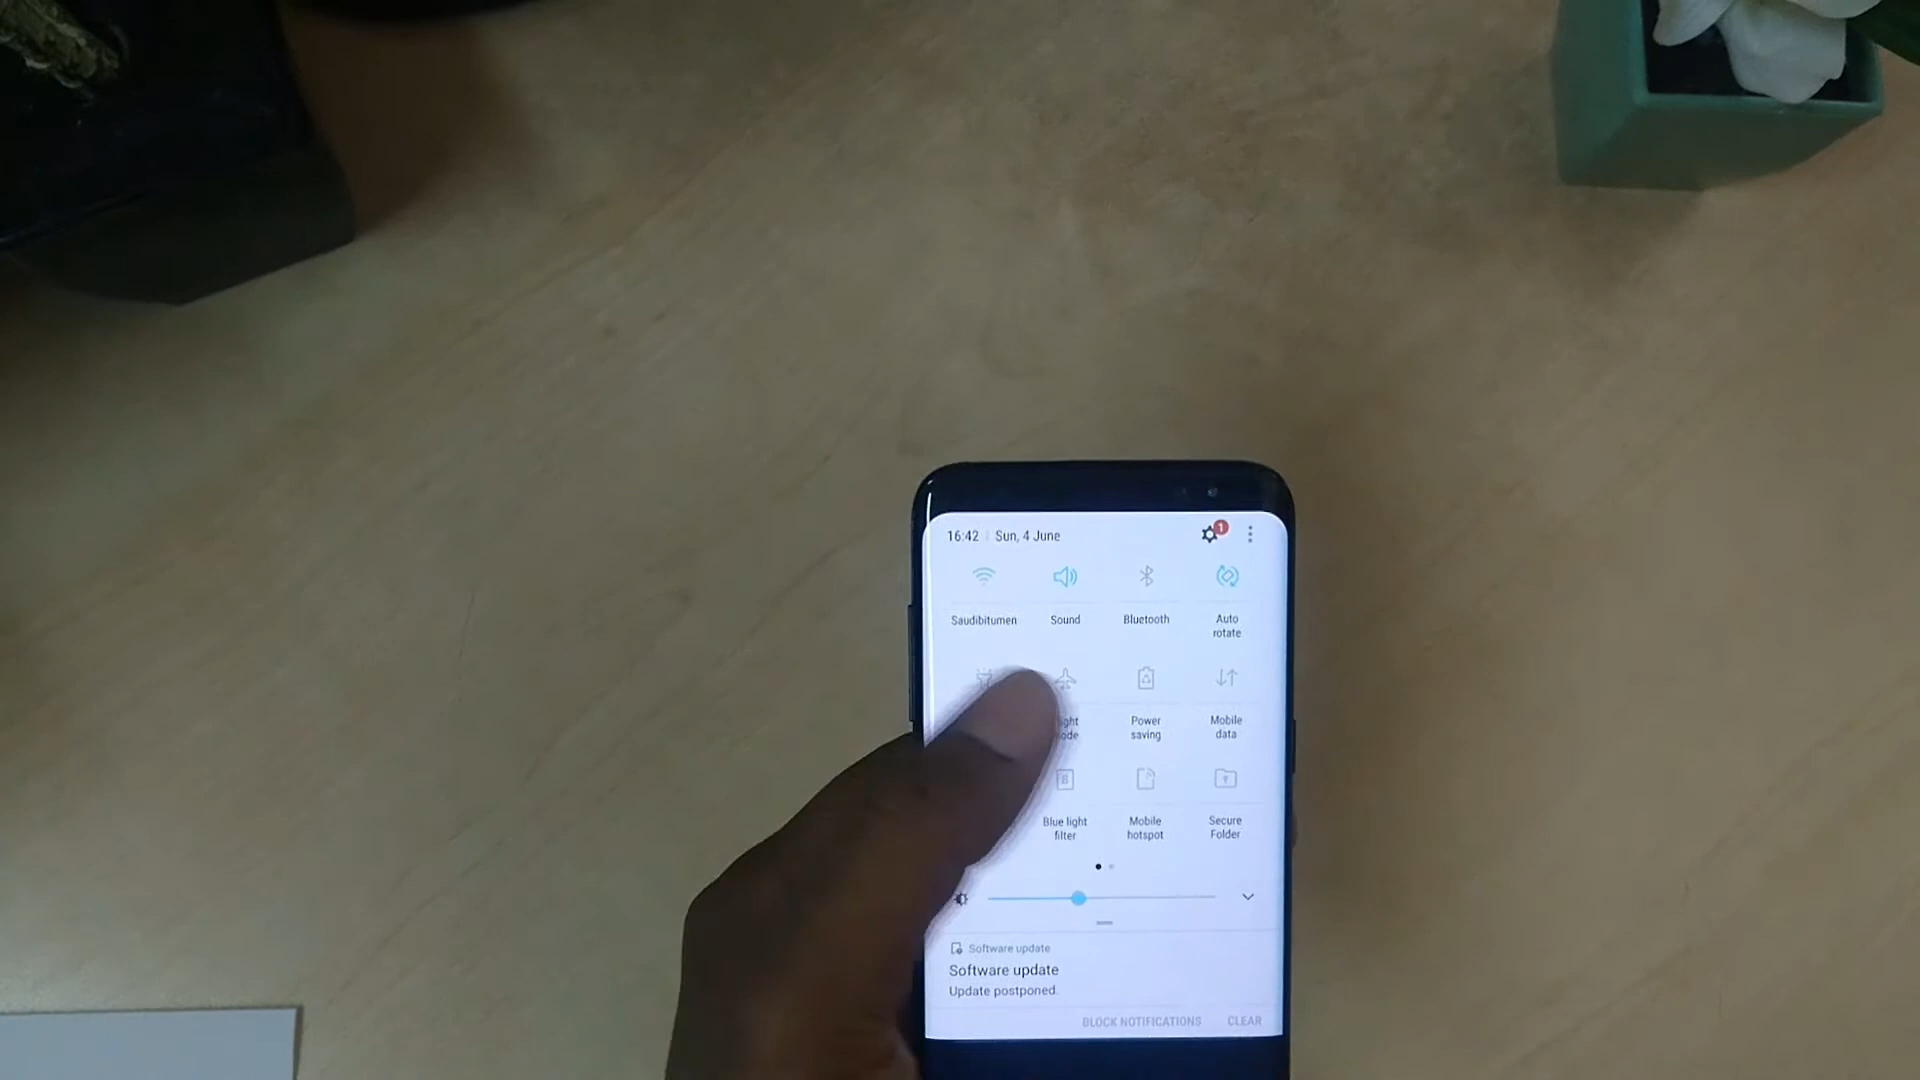 16:42 Sun, 4 June 1
Saudibitumen Sound Bluetooth Auto
rotate
Power Mobile
saving data
Blue light Mobile Secure
filter hotspot Folder
Software update
Software update
Update postponed.
BLOCK NOTIFICATIONS CLEAR